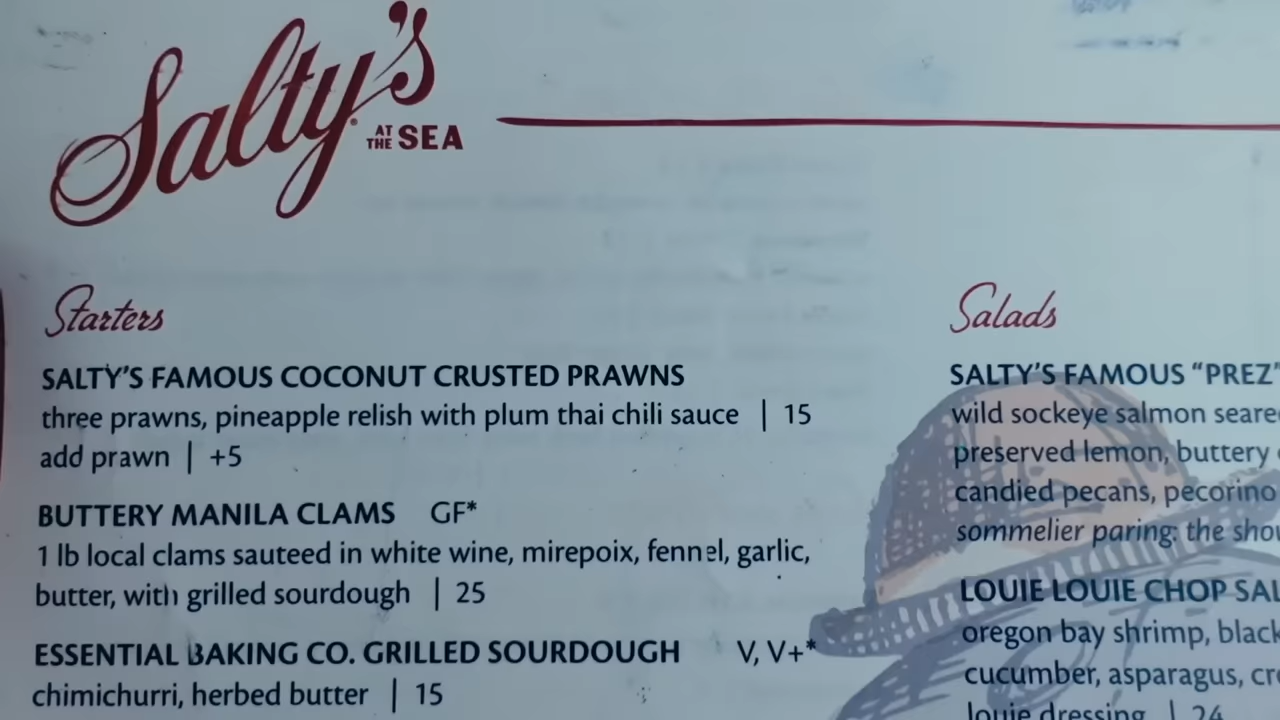 Salty's
AT THE SEA
Starters
SALTY'S FAMOUS COCONUT CRUSTED PRAWNS
three prawns, pineapple relish with plum thai chili sauce | 15
add prawn | +5
BUTTERY MANILA CLAMS GF*
1 lb local clams sauteed in white wine, mirepoix, fennel, garlic,
butter, with grilled sourdough | 25
ESSENTIAL BAKING CO. GRILLED SOURDOUGH V, V+*
chimichurri, herbed butter | 15
Salads
SALTY'S FAMOUS "PREZ"
wild sockeye salmon seare
preserved lemon, buttery
candied pecans, pecorino
sommelier paring: the shou
LOUIE LOUIE CHOP SAL
oregon bay shrimp, black
cucumber, asparagus, cr
louie dressing | 24